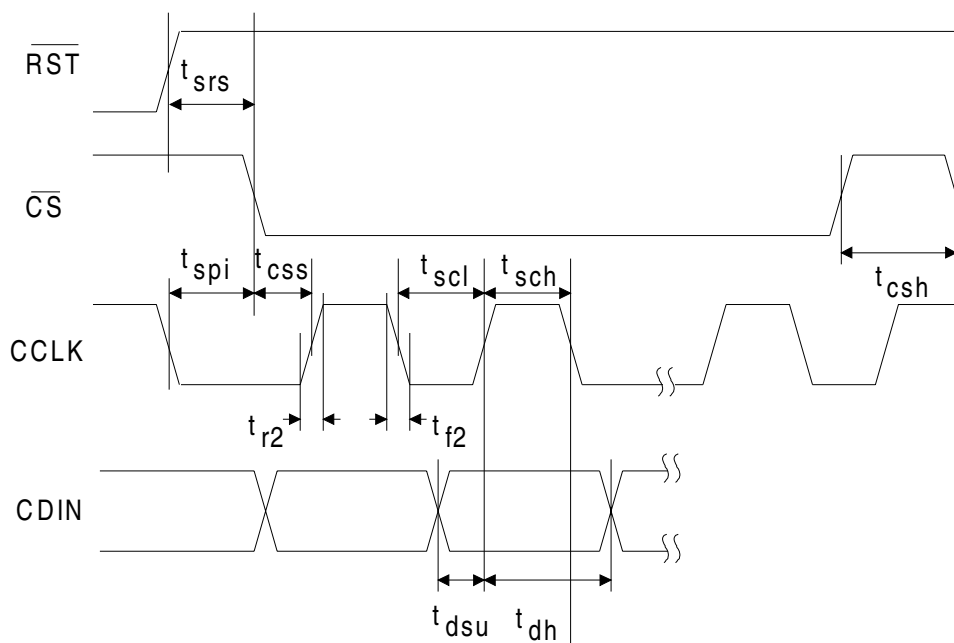 RST
t srs
CS
t spi
t css
t scl
t sch
t csh
CCLK
t r2
t f2
CDIN
t dsu
t dh